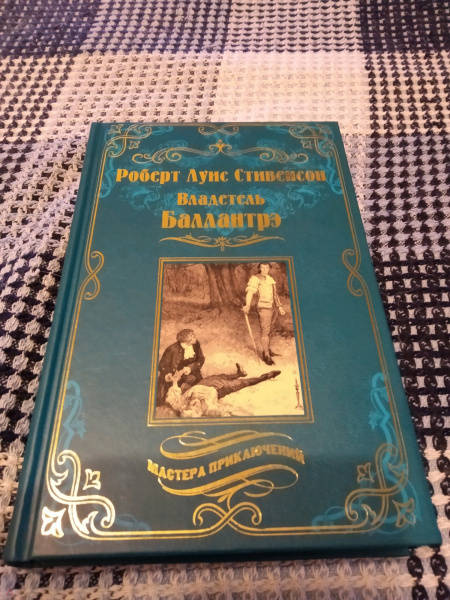 Роберт Луис Стивенсон
Владетель
Баллантрэ
МАСТЕРА ПРИКЛЮЧЕНИЙ